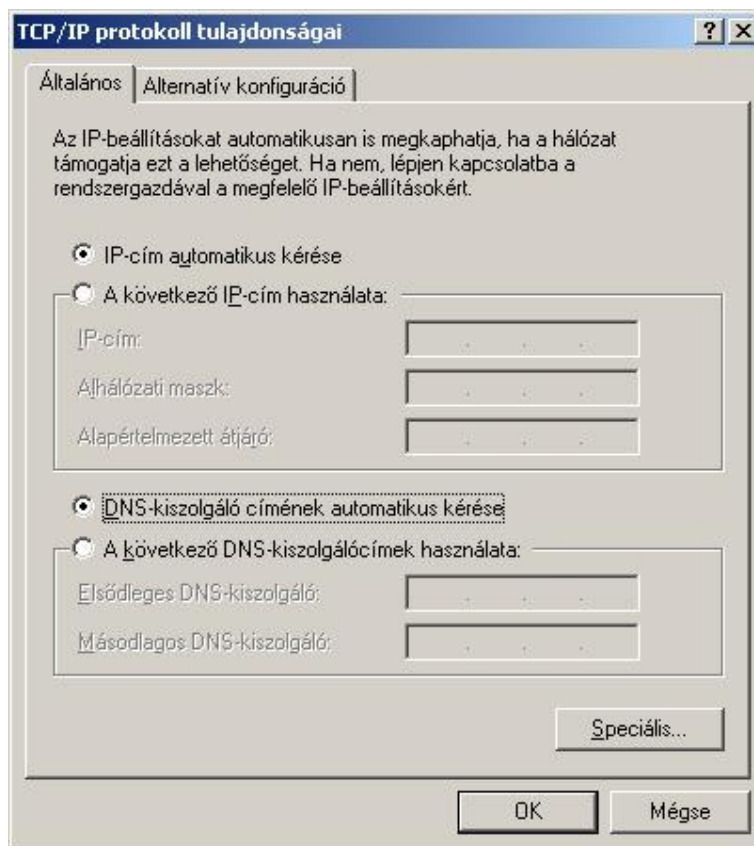 TCP/IP protokoll tulajdonságai
Általános
Alternatív konfiguráció
Az IP-beállításokat automatikusan is megkaphatja, ha a hálózat
támogatja ezt a lehetőséget. Ha nem, lépjen kapcsolatba a
rendszergazdával a megfelelő IP-beállításokért.
IP-cím automatikus kérése
A következő IP-cím használata:
IP-cím:
Alhálózati maszk:
Alapértelmezett átjáró:
DNS-kiszolgáló címének automatikus kérése
A következő DNS-kiszolgálócímek használata:
Elsődleges DNS-kiszolgáló:
Másodlagos DNS-kiszolgáló:
Speciális...
OK
Mégse